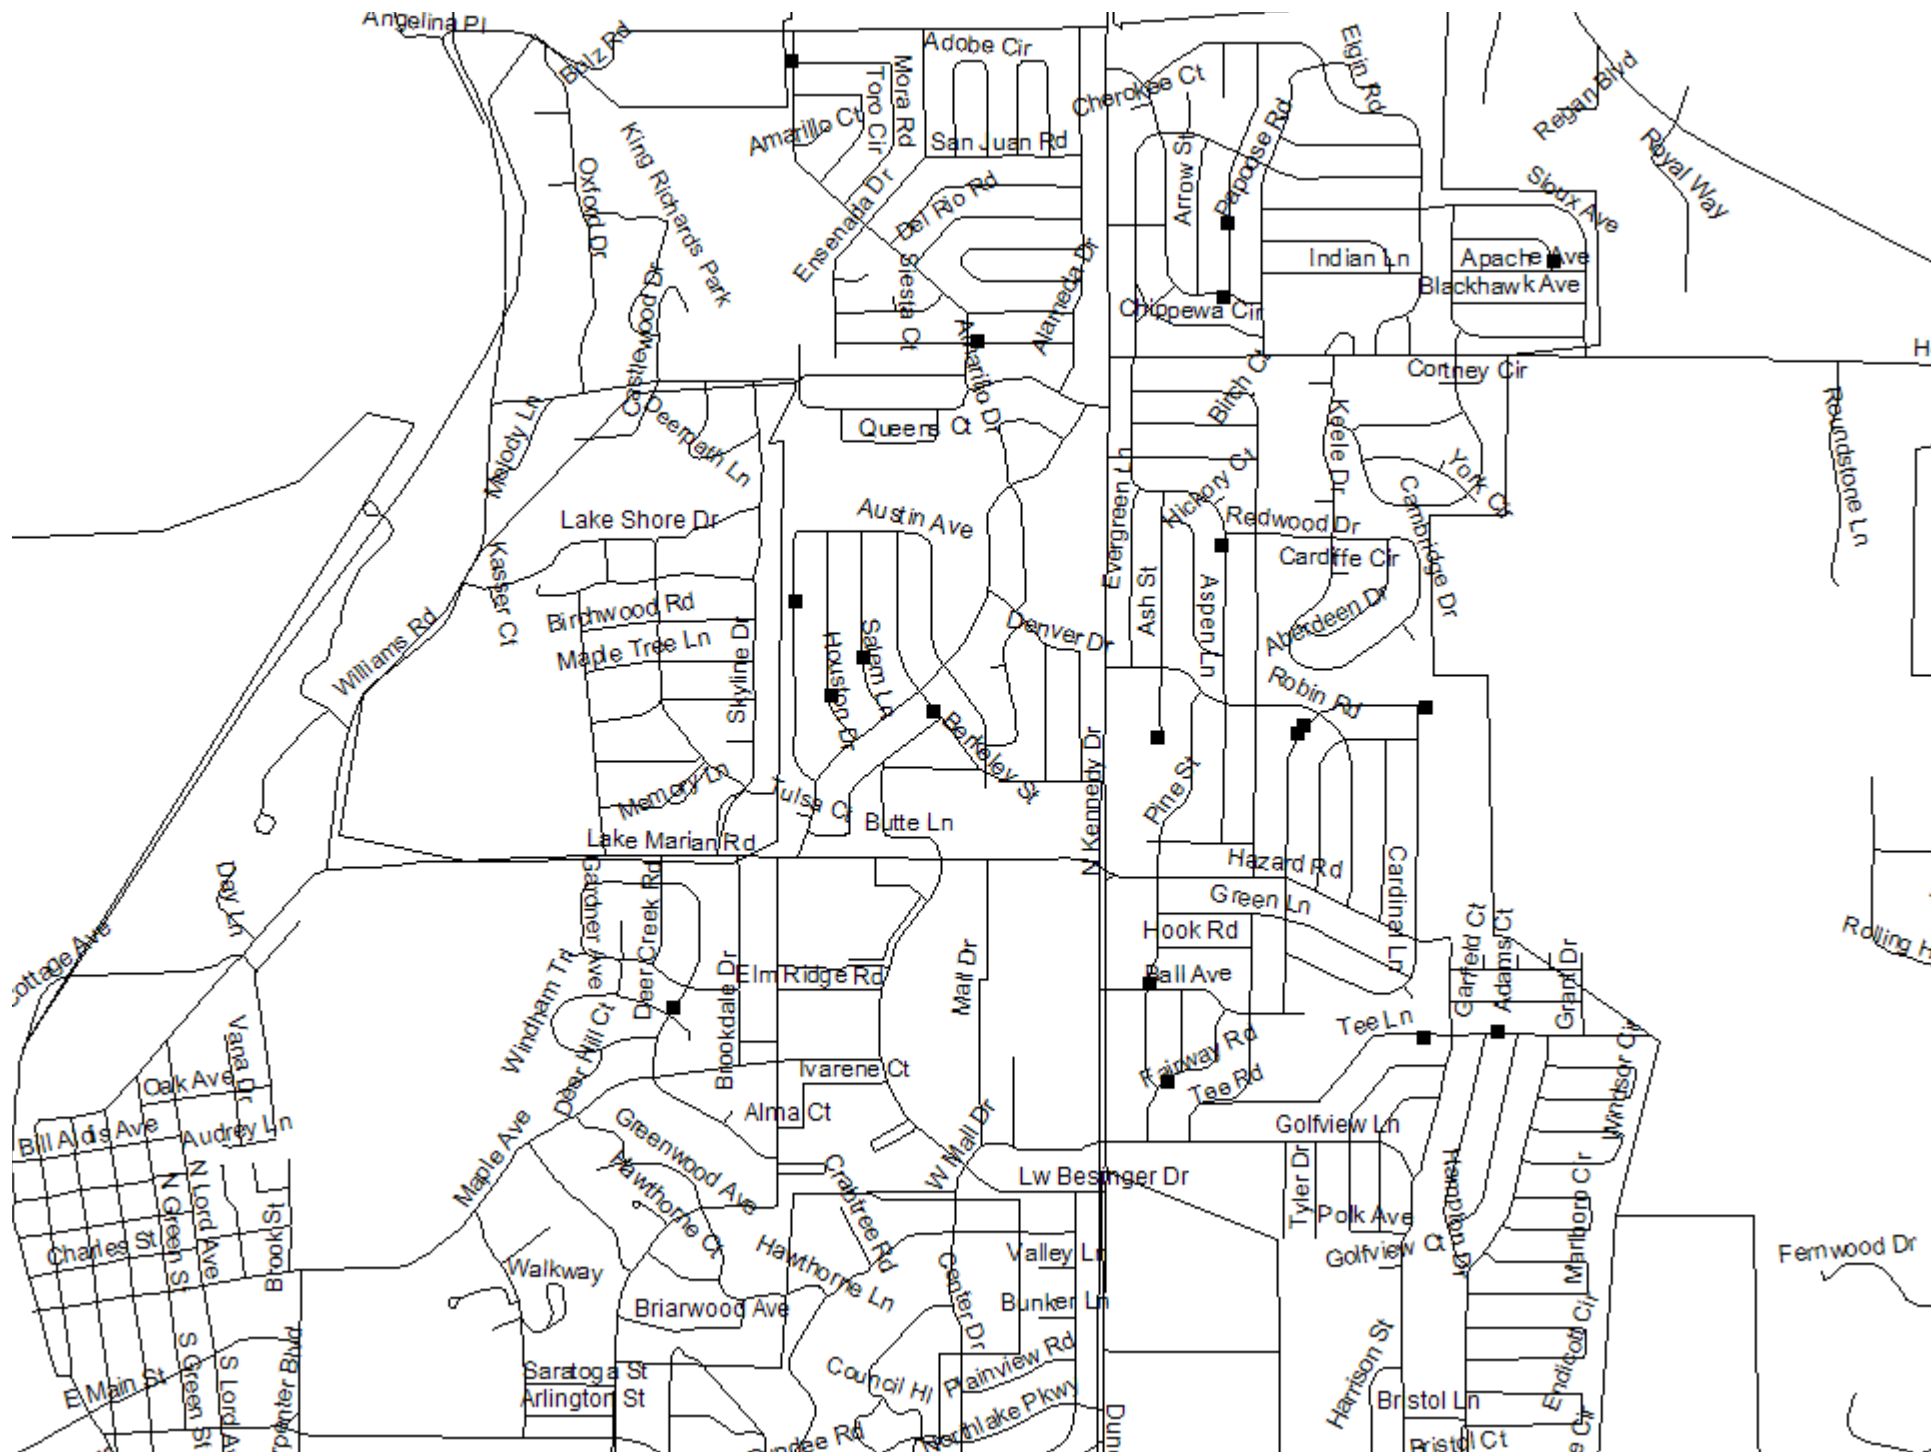 Angelina Pl
Bolz Rd
Adobe Cir
Mora Rd
Toro Cir
Amarillo Ct
San Juan Rd
Cherokee Ct
Elgin Rd
Regan Blvd
Royal Way
King Richards Park
Oxford Dr
Ensenada Dr
Del Rio Rd
Arrow St
Papoose Rd
Sioux Ave
Indian Ln
Apache Ave
Blackhawk Ave
Siesta Ct
Alameda Dr
Chippewa Cir
Castlewood Dr
Amarillo Dr
H
Cortney Cir
Birch Ct
Melody Ln
Deerpath Ln
Queens Ct
Keele Dr
York Ct
Roundstone Ln
Evergreen Ln
Hickory Ct
Cambridge Dr
Lake Shore Dr
Austin Ave
Redwood Dr
Cardiffe Cir
Kasser Ct
Ash St
Aspen Ln
Aberdeen Dr
Williams Rd
Birchwood Rd
Maple Tree Ln
Skyline Dr
Houston Dr
Salem Ln
Denver Dr
Robin Rd
Berkeley St
N Kennedy Dr
Pine St
Memory Ln
Tulsa Ct
Butte Ln
Lake Marian Rd
Hazard Rd
Cardinal Ln
Day Ln
Gardner Ave
Deer Creek Rd
Green Ln
Hook Rd
Garfield Ct
Adams Ct
Grant Dr
Rolling H
Cottage Ave
Windham Trl
Brookdale Dr
Elm Ridge Rd
Mall Dr
Ball Ave
Tee Ln
Vana Dr
Deer Hill Ct
Fairway Rd
Tee Rd
Windsor Cir
Oak Ave
Ivarene Ct
Alma Ct
Golfview Ln
Bill Aldis Ave
Audrey Ln
Maple Ave
Greenwood Ave
W Mall Dr
Lw Besinger Dr
N Green St
N Lord Ave
Hawthorne Ct
Crabtree Rd
Tyler Dr
Polk Ave
Hampton Dr
Marlboro Cir
Charles St
Brook St
Walkway
Hawthorne Ln
Valley Ln
Golfview Ct
Fernwood Dr
Briarwood Ave
Center Dr
Bunker Ln
E Main St
S Green St
S Lord A
rpenter Blvd
Saratoga St
Arlington St
Council Hl
Plainview Rd
Northlake Pkwy
Harrison St
Bristol Ln
Endicott Cir
Dun
ndee Rd
Bristol Ct
e Cir